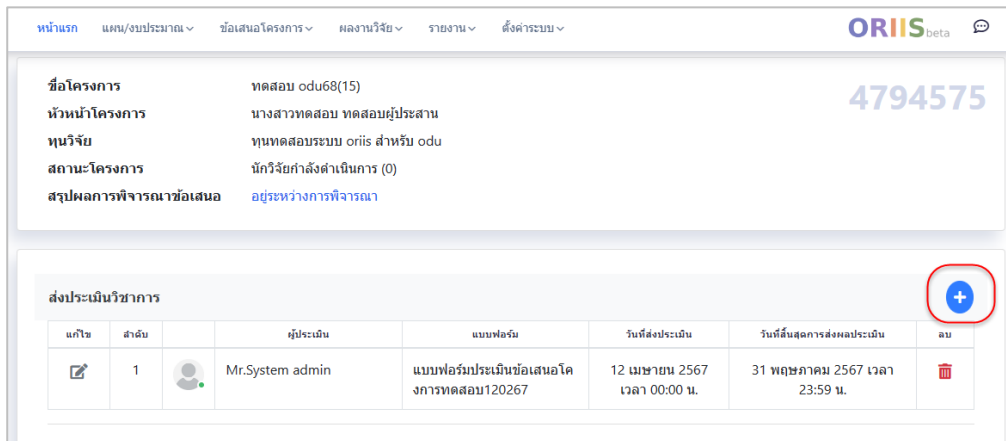 หน้าแรก แผน/งบประมาณ ข้อเสนอโครงการ ผลงานวิจัย รายงาน ตั้งค่าระบบ ORIIS beta
4794575
ชื่อโครงการ ทดสอบ odu68(15)
หัวหน้าโครงการ นางสาวทดสอบ ทดสอบผู้ประสาน
ทุนวิจัย ทุนทดสอบระบบ oriis สำหรับ odu
สถานะโครงการ นักวิจัยกำลังดำเนินการ (0)
สรุปผลการพิจารณาข้อเสนอ อยู่ระหว่างการพิจารณา
ส่งประเมินวิชาการ
แก้ไข ลำดับ ผู้ประเมิน แบบฟอร์ม วันที่ส่งประเมิน วันที่สิ้นสุดการส่งผลประเมิน ลบ
1 Mr.System admin แบบฟอร์มประเมินข้อเสนอโค 12 เมษายน 2567 31 พฤษภาคม 2567 เวลา
งการทดสอบ120267 เวลา 00:00 น. 23:59 น.